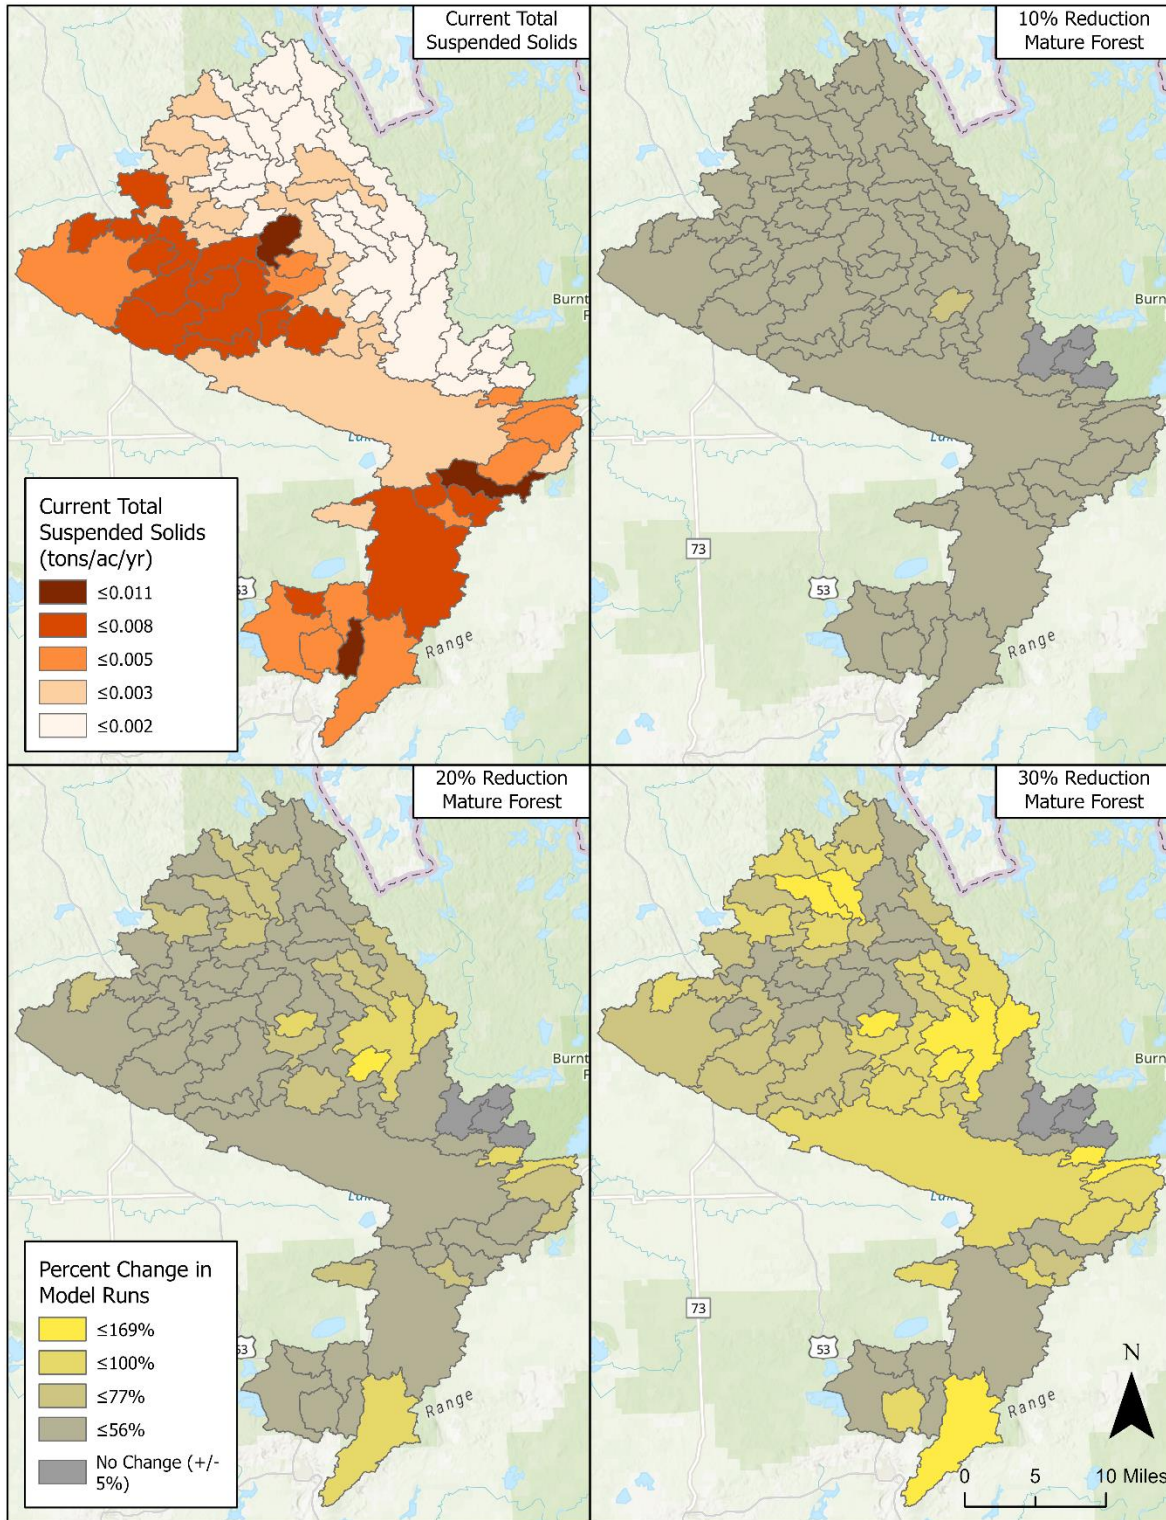 Current Total
Suspended Solids
10% Reduction
Mature Forest
Burnt
Burn
Current Total
Suspended Solids
(tons/ac/yr)
≤0.011
≤0.008
≤0.005
≤0.003
≤0.002
53
Range
73
53
Range
20% Reduction
Mature Forest
30% Reduction
Mature Forest
Burnt
Burn
Percent Change in
Model Runs
≤169%
≤100%
≤77%
≤56%
No Change (+/-
5%)
53
Range
73
53
Range
N
0 5 10 Miles